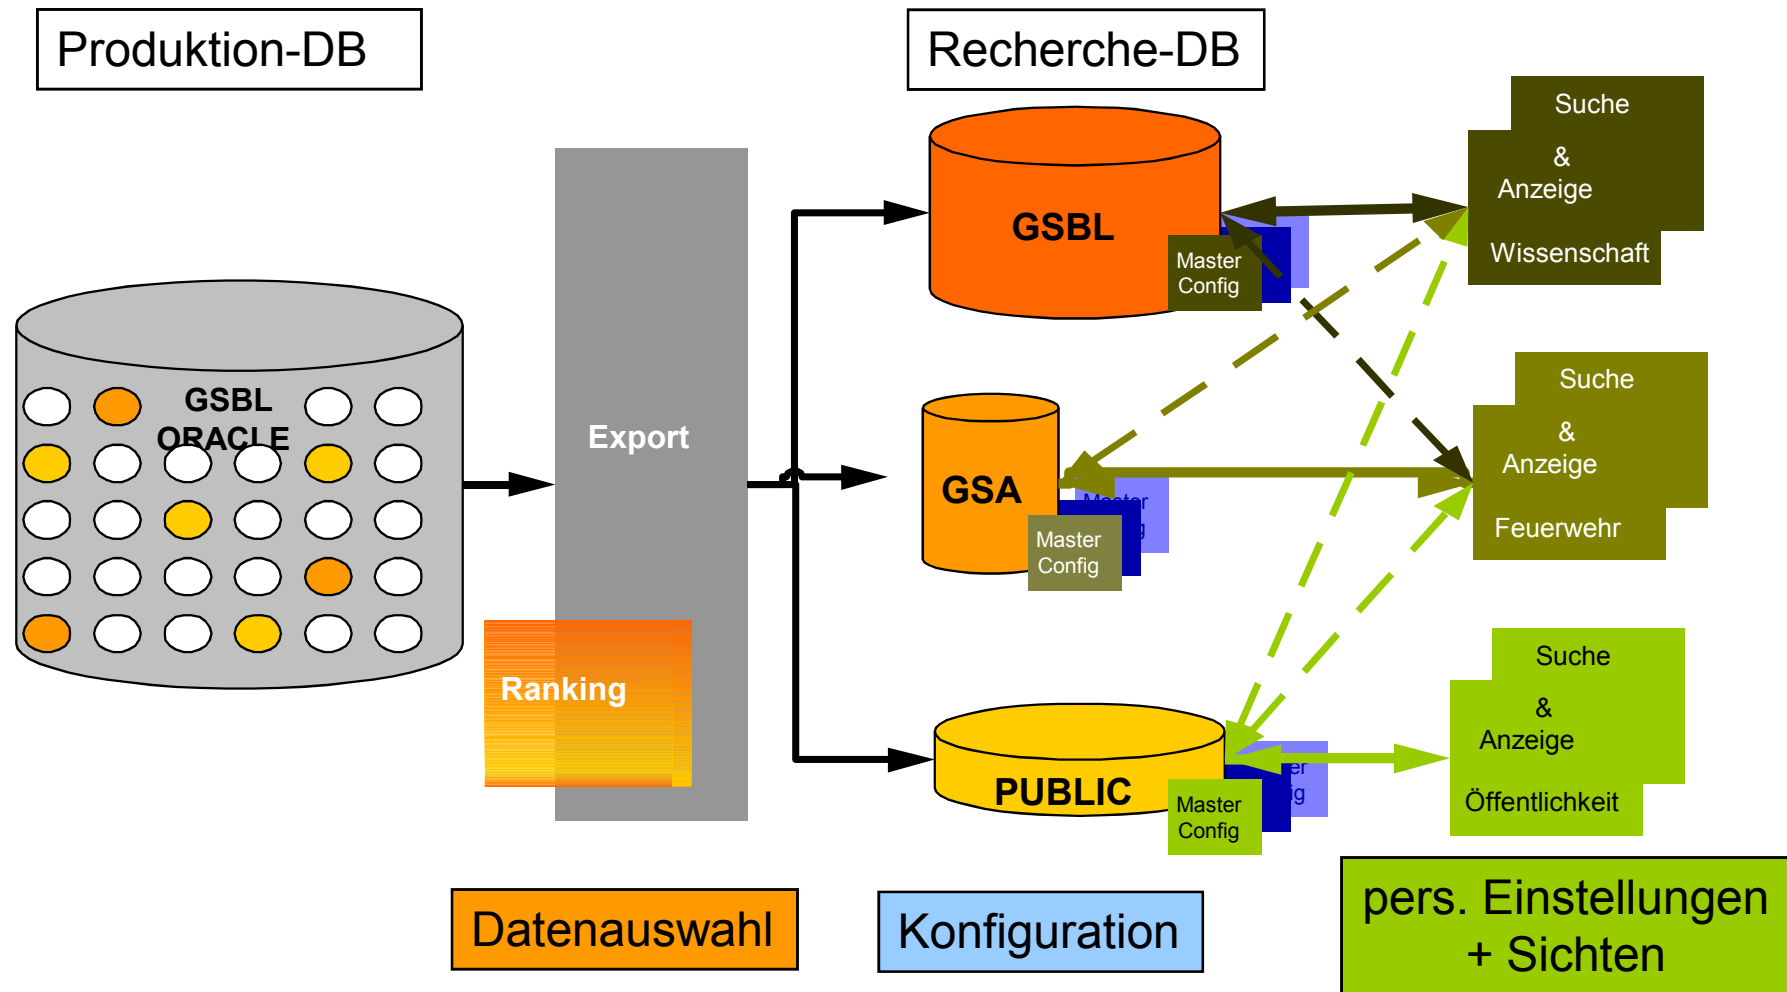 Produktion-DB
Recherche-DB
Suche
&
Anzeige
Wissenschaft
GSBL
Master
Config
GSBL
ORACLE
Export
Suche
&
Anzeige
Feuerwehr
GSA
Master
Master
Config
Ranking
Suche
&
Anzeige
Öffentlichkeit
PUBLIC
Master
Config
Datenauswahl
Konfiguration
pers. Einstellungen
+ Sichten